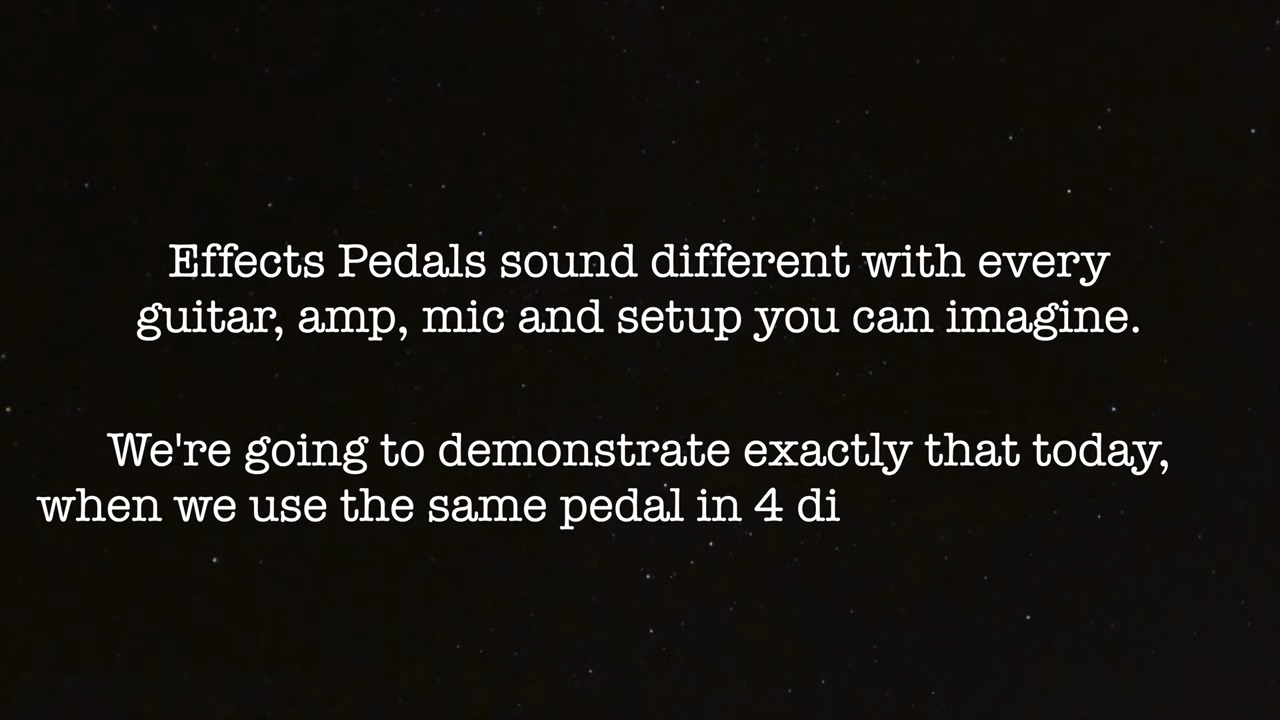 Effects Pedals sound different with every
guitar, amp, mic and setup you can imagine.
We're going to demonstrate exactly that today,
when we use the same pedal in 4 di